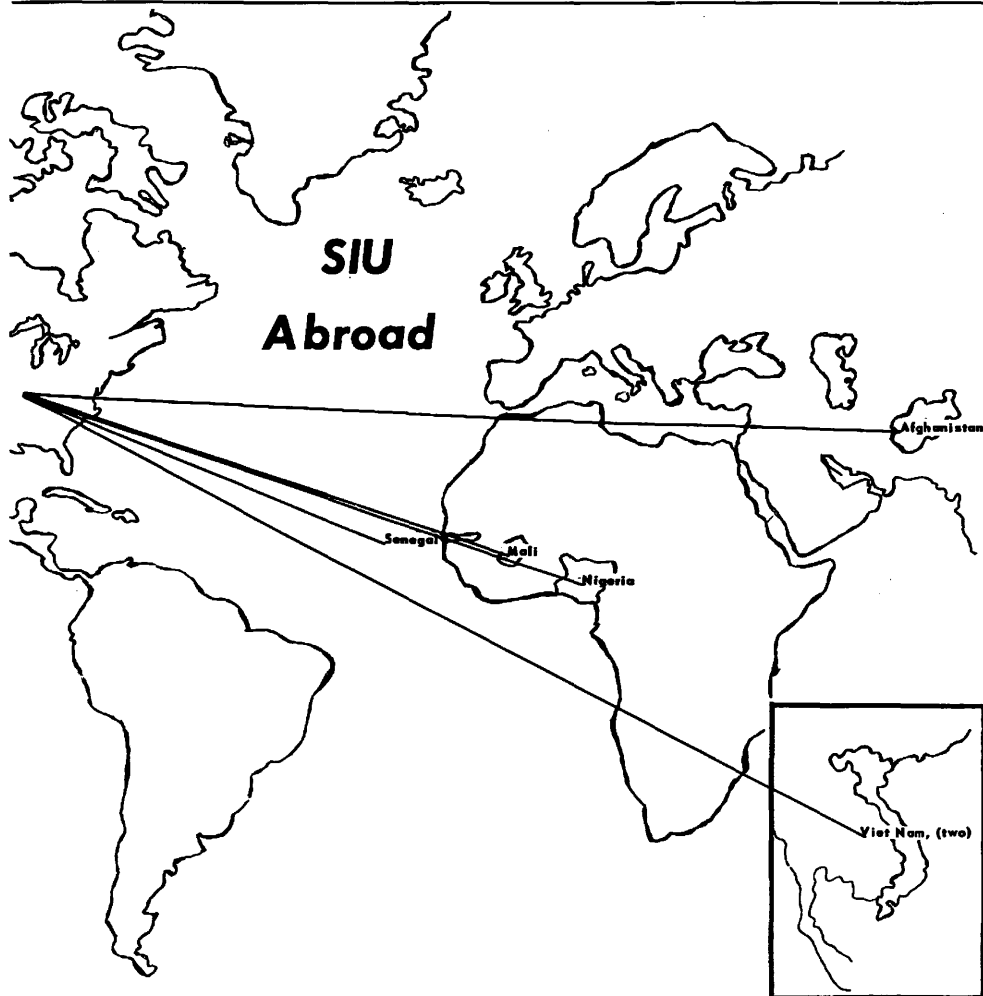 SIU
Abroad
Afghanistan
Senegal
Mali
Nigeria
Viet Nam, (two)